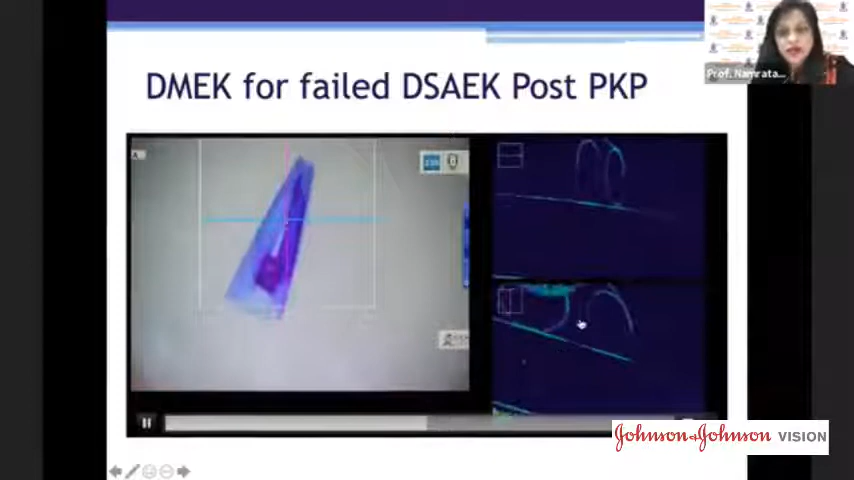 DMEK for failed DSAEK Post PKP
Prof. Namrata...
A
Johnson & Johnson VISION